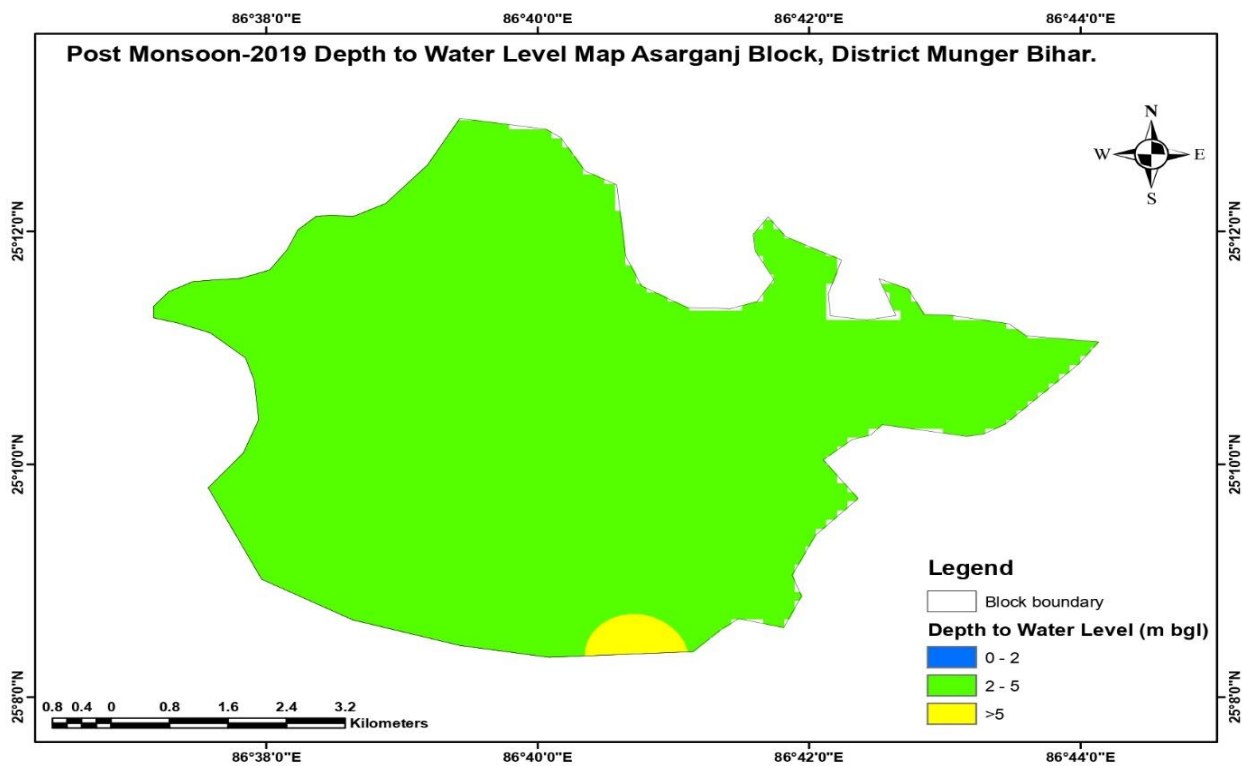 86°38'0"E 86°40'0"E 86°42'0"E 86°44'0"E
Post Monsoon-2019 Depth to Water Level Map Asarganj Block, District Munger Bihar.
N
W E
S
25°12'0"N 25°12'0"N
25°10'0"N 25°10'0"N
Legend
Block boundary
Depth to Water Level (m bgl)
0 - 2
2 - 5
>5
25°8'0"N 25°8'0"N
0.8 0.4 0 0.8 1.6 2.4 3.2
Kilometers
86°38'0"E 86°40'0"E 86°42'0"E 86°44'0"E